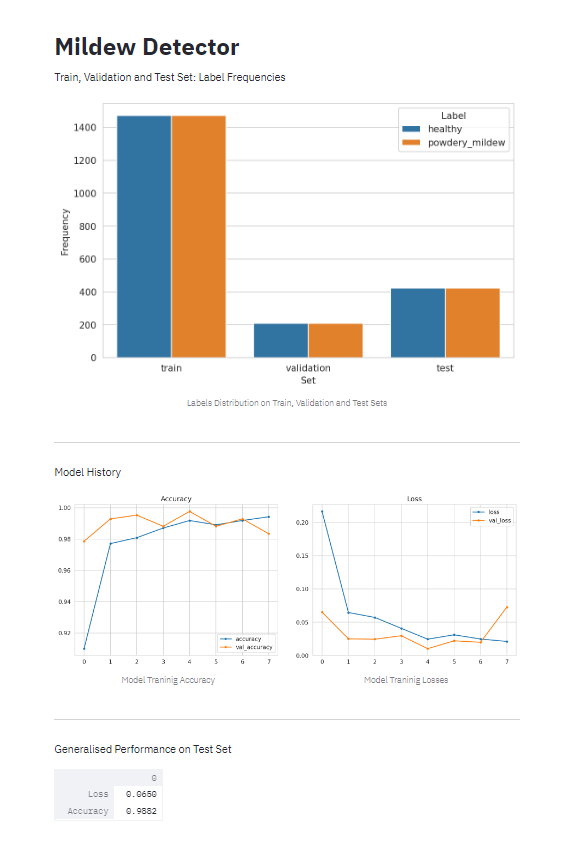 Mildew Detector
Train, Validation and Test Set: Label Frequencies
Label
healthy
powdery_mildew
1400
1200
1000
800
600
400
200
0
Frequency
train validation test
Set
Labels Distribution on Train, Validation and Test Sets
Model History
Accuracy
1.00
0.98
0.96
0.94
0.92
accuracy
val_accuracy
0 1 2 3 4 5 6 7
Model Traninig Accuracy
Loss
loss
val_loss
0.20
0.15
0.10
0.05
0.00
0 1 2 3 4 5 6 7
Model Traninig Losses
Generalised Performance on Test Set
0
Loss 0.0650
Accuracy 0.9882